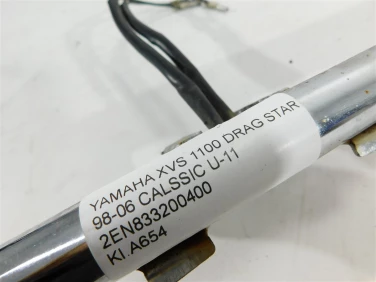 YAMAHA XVS 1100 DRAG STAR
98-06 CALSSIC U-11
2EN833200400
KI.A654